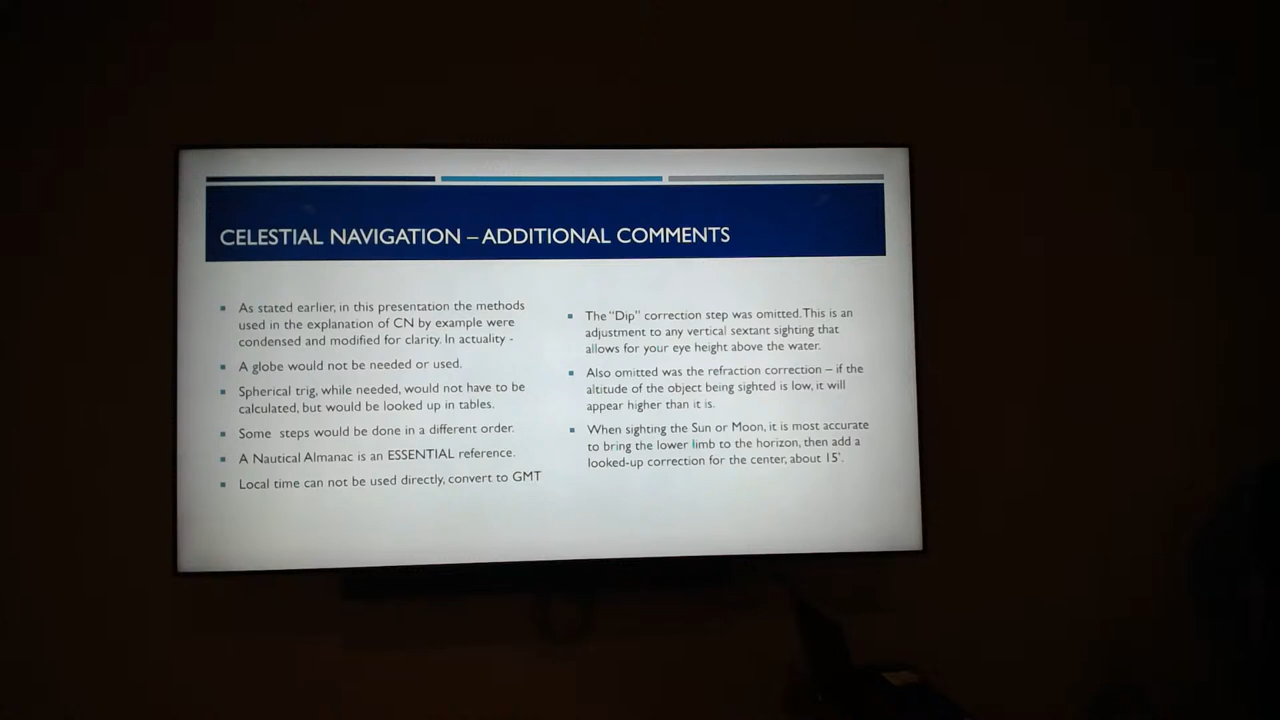 CELESTIAL NAVIGATION – ADDITIONAL COMMENTS
As stated earlier, in this presentation the methods
used in the explanation of CN by example were
condensed and modified for clarity. In actuality -
A globe would not be needed or used.
Spherical trig, while needed, would not have to be
calculated, but would be looked up in tables.
Some steps would be done in a different order.
A Nautical Almanac is an ESSENTIAL reference.
Local time can not be used directly, convert to GMT
The “Dip” correction step was omitted. This is an
adjustment to any vertical sextant sighting that
allows for your eye height above the water.
Also omitted was the refraction correction – if the
altitude of the object being sighted is low, it will
appear higher than it is.
When sighting the Sun or Moon, it is most accurate
to bring the lower limb to the horizon, then add a
looked-up correction for the center, about 15’.